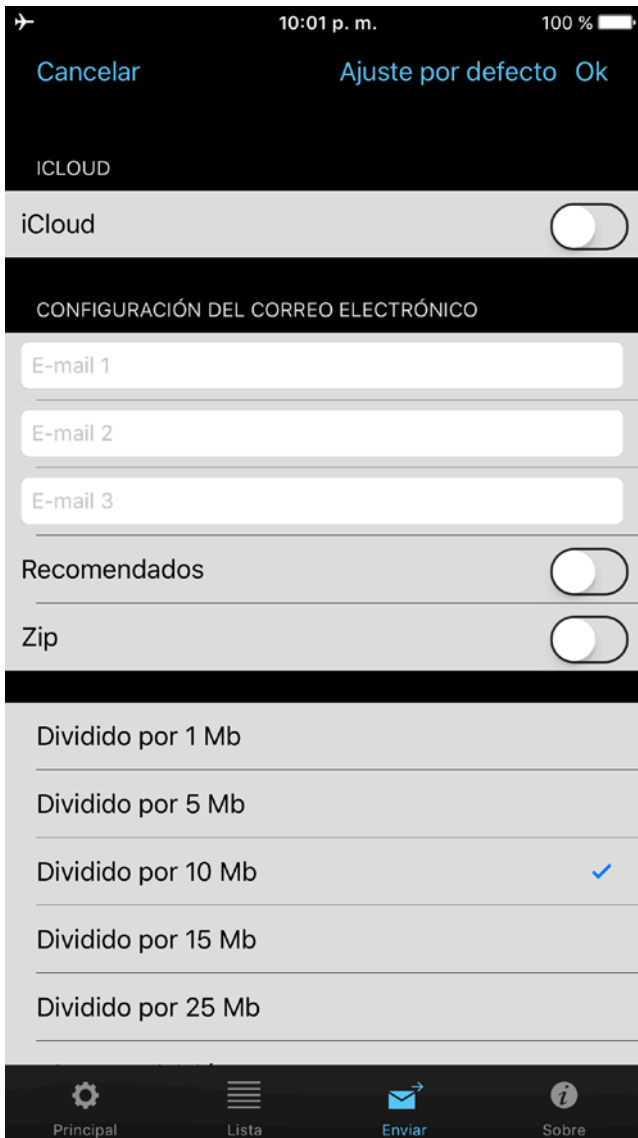 10:01 p. m. 100 %
Cancelar Ajuste por defecto Ok
ICLOUD
iCloud
CONFIGURACIÓN DEL CORREO ELECTRÓNICO
E-mail 1
E-mail 2
E-mail 3
Recomendados
Zip
Dividido por 1 Mb
Dividido por 5 Mb
Dividido por 10 Mb
Dividido por 15 Mb
Dividido por 25 Mb
Principal Lista Enviar Sobre